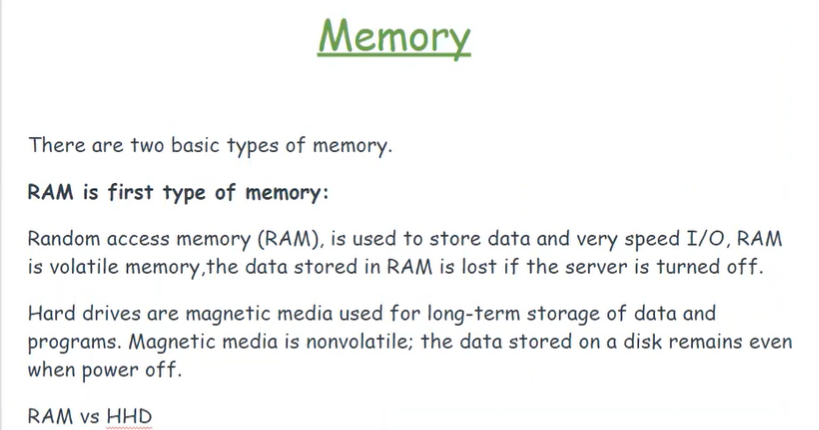 Memory
There are two basic types of memory.
RAM is first type of memory:
Random access memory (RAM), is used to store data and very speed I/O, RAM
is volatile memory,the data stored in RAM is lost if the server is turned off.
Hard drives are magnetic media used for long-term storage of data and
programs. Magnetic media is nonvolatile; the data stored on a disk remains even
when power off.
RAM vs HHD